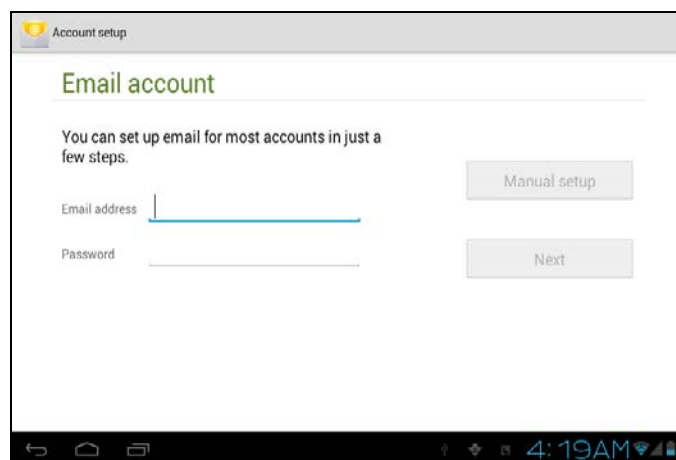 Account setup
Email account
You can set up email for most accounts in just a
few steps.
Manual setup
Email address
Password
Next
4:19AM